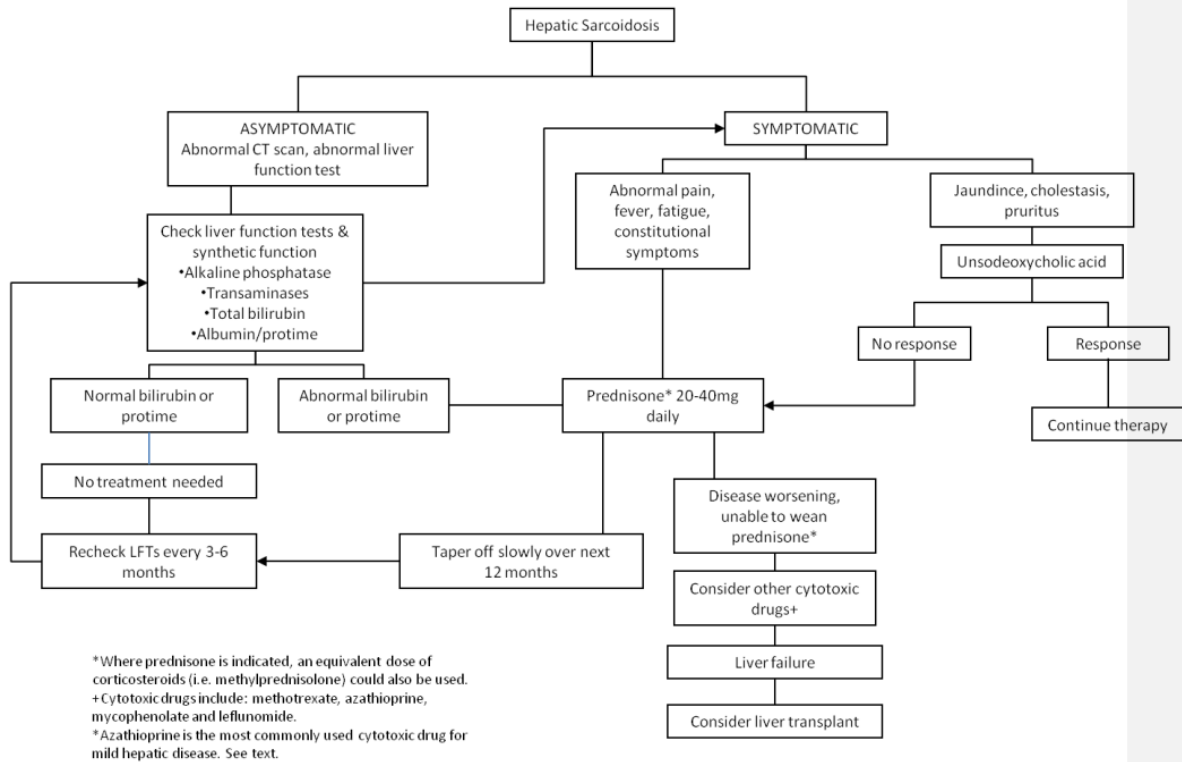 Hepatic Sarcoidosis
ASYMPTOMATIC
Abnormal CT scan, abnormal liver
function test
SYMPTOMATIC
Check liver function tests &
synthetic function
•Alkaline phosphatase
•Transaminases
•Total bilirubin
•Albumin/protime
Abnormal pain,
fever, fatigue,
constitutional
symptoms
Jaundince, cholestasis,
pruritus
Unsodeoxycholic acid
No response
Response
Normal bilirubin or
protime
Abnormal bilirubin
or protime
Prednisone* 20-40mg
daily
Continue therapy
No treatment needed
Recheck LFTs every 3-6
months
Taper off slowly over next
12 months
Disease worsening,
unable to wean
prednisone*
Consider other cytotoxic
drugs+
Liver failure
Consider liver transplant
*Where prednisone is indicated, an equivalent dose of
corticosteroids (i.e. methylprednisolone) could also be used.
+Cytotoxic drugs include: methotrexate, azathioprine,
mycophenolate and leflunomide.
*Azathioprine is the most commonly used cytotoxic drug for
mild hepatic disease. See text.